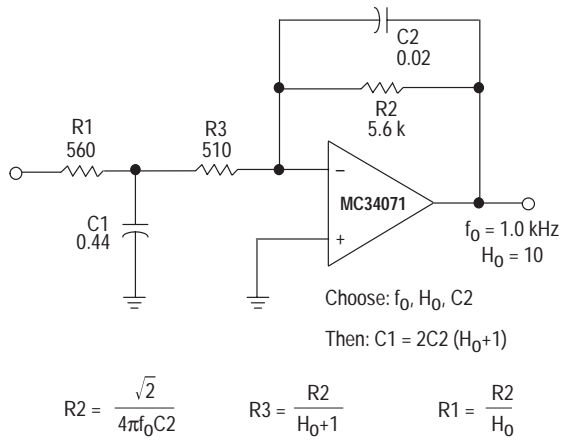 C2
0.02
R2
5.6 k
R1
560
R3
510
C1
0.44
–
+
MC34071
f0 = 1.0 kHz
H0 = 10
Choose: f0, H0, C2
Then: C1 = 2C2 (H0+1)
R2 = √2 / 4πf0C2
R3 = R2 / H0+1
R1 = R2 / H0